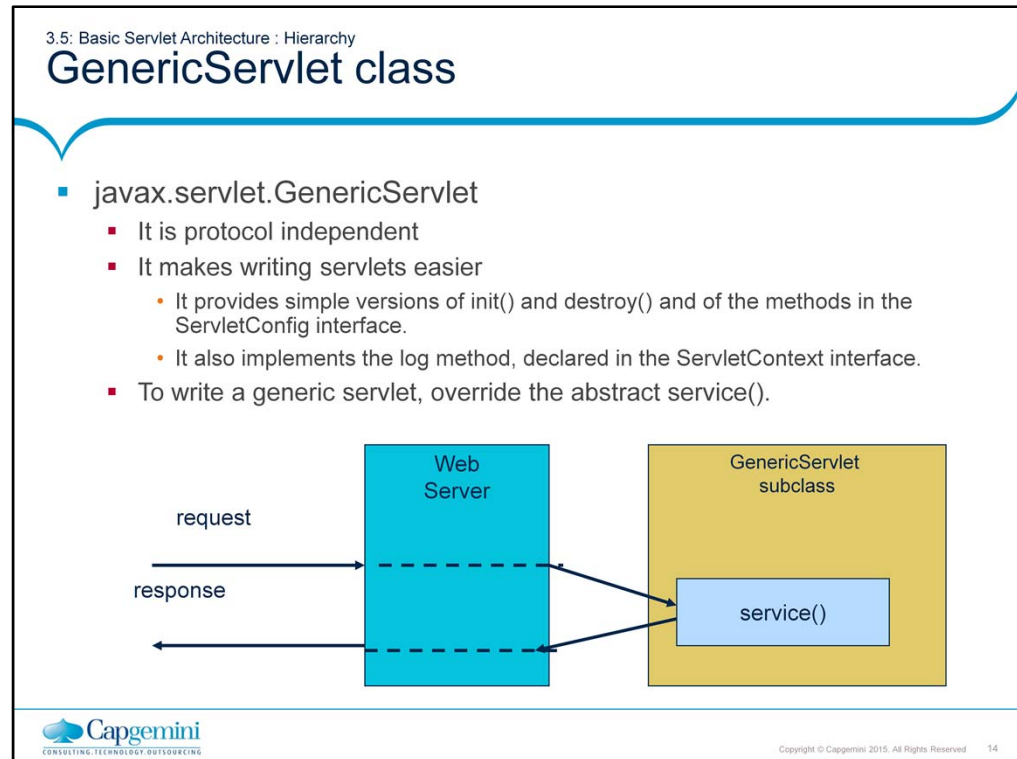 3.5: Basic Servlet Architecture : Hierarchy
GenericServlet class
javax.servlet.GenericServlet
It is protocol independent
It makes writing servlets easier
It provides simple versions of init() and destroy() and of the methods in the
ServletConfig interface.
It also implements the log method, declared in the ServletContext interface.
To write a generic servlet, override the abstract service().
Web
Server
GenericServlet
subclass
request
response
service()
Capgemini
CONSULTING.TECHNOLOGY.OUTSOURCING
Copyright © Capgemini 2015. All Rights Reserved 14